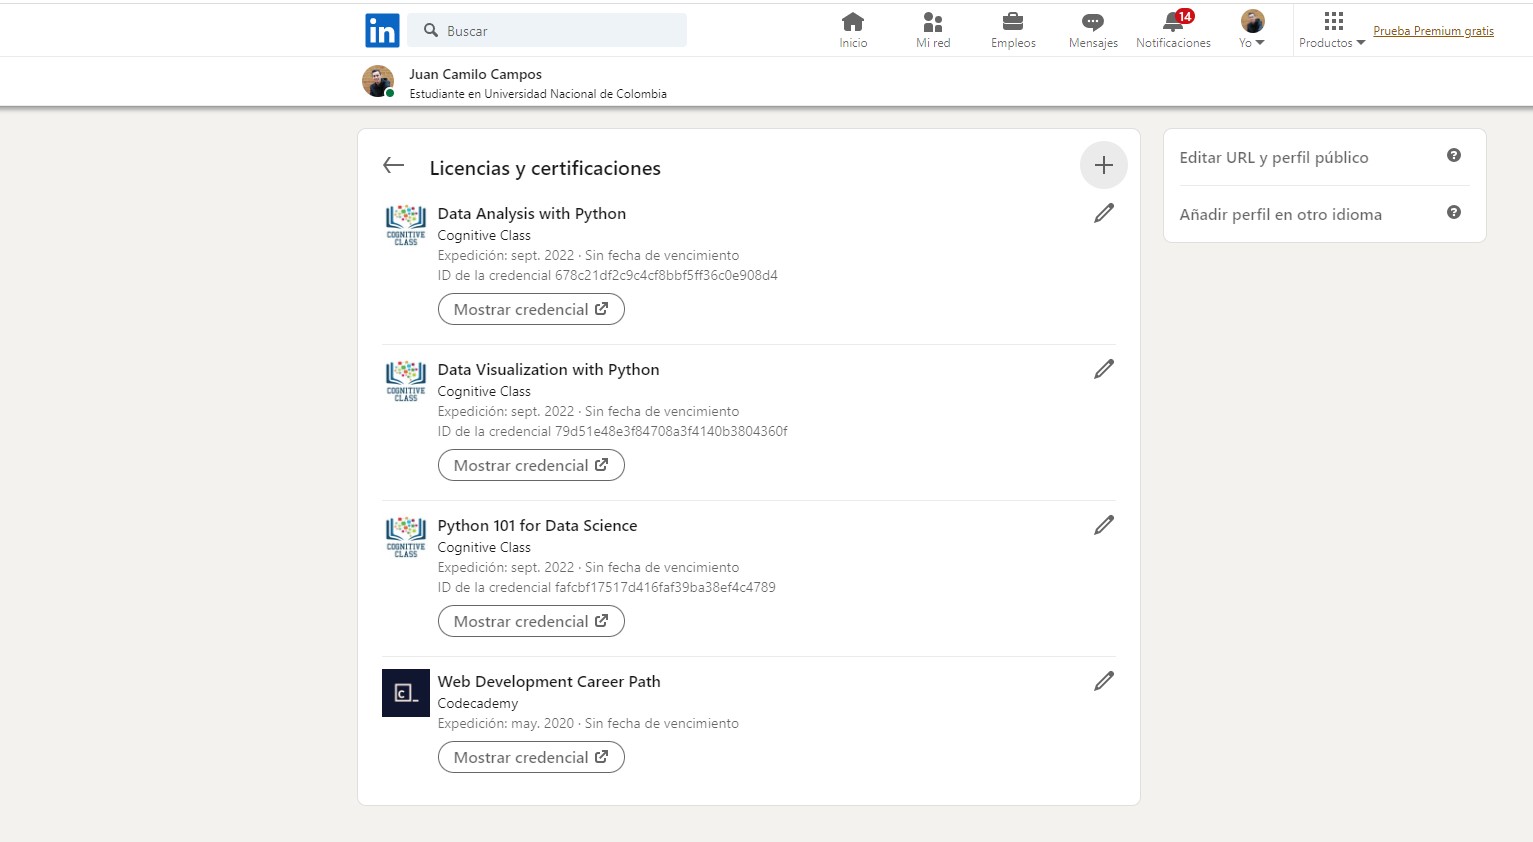 in
Buscar
Inicio
Mi red
Empleos
Mensajes
14
Notificaciones
Yo
Productos
Prueba Premium gratis
Juan Camilo Campos
Estudiante en Universidad Nacional de Colombia
Licencias y certificaciones
COGNITIVE
CLASS
Data Analysis with Python
Cognitive Class
Expedición: sept. 2022 · Sin fecha de vencimiento
ID de la credencial 678c21df2c9c4cf8bbf5ff36c0e908d4
Mostrar credencial
COGNITIVE
CLASS
Data Visualization with Python
Cognitive Class
Expedición: sept. 2022 · Sin fecha de vencimiento
ID de la credencial 79d51e48e3f84708a3f4140b3804360f
Mostrar credencial
COGNITIVE
CLASS
Python 101 for Data Science
Cognitive Class
Expedición: sept. 2022 · Sin fecha de vencimiento
ID de la credencial fafcbf17517d416faf39ba38ef4c4789
Mostrar credencial
c_
Web Development Career Path
Codecademy
Expedición: may. 2020 · Sin fecha de vencimiento
Mostrar credencial
Editar URL y perfil público
Añadir perfil en otro idioma